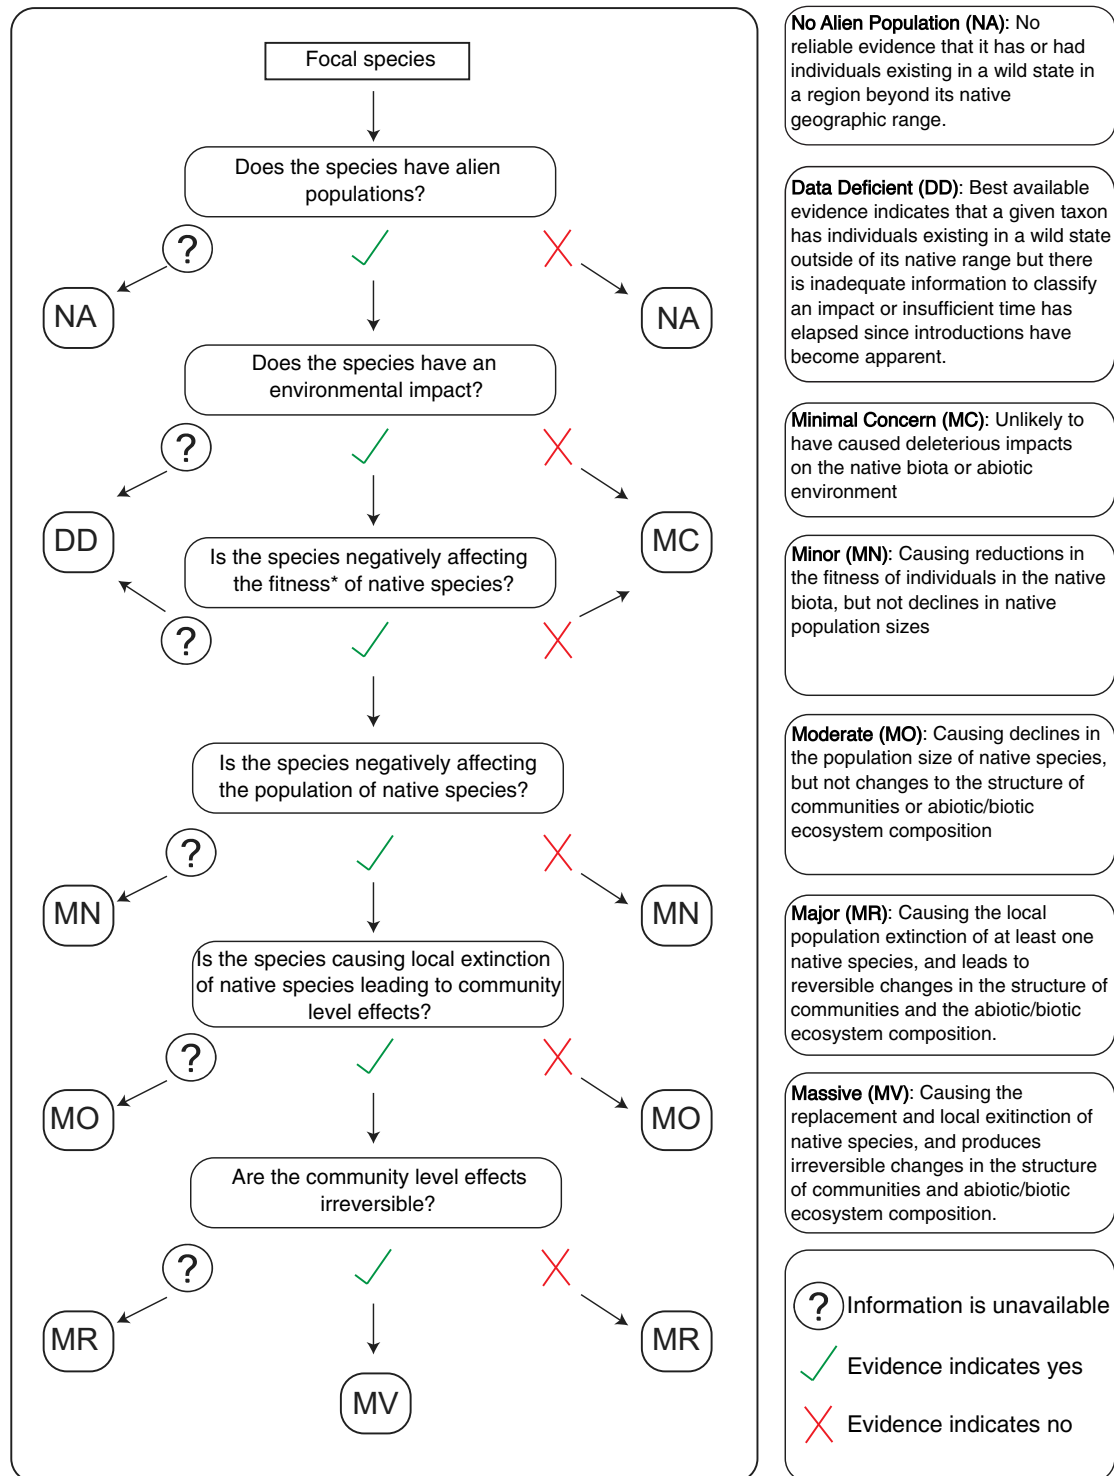 Focal species
Does the species have alien
populations?
?
NA
NA
Does the species have an
environmental impact?
?
DD
MC
Is the species negatively affecting
the fitness* of native species?
?
Is the species negatively affecting
the population of native species?
?
MN
MN
Is the species causing local extinction
of native species leading to community
level effects?
?
MO
MO
Are the community level effects
irreversible?
?
MR
MR
MV
No Alien Population (NA): No
reliable evidence that it has or had
individuals existing in a wild state in
a region beyond its native
geographic range.
Data Deficient (DD): Best available
evidence indicates that a given taxon
has individuals existing in a wild state
outside of its native range but there
is inadequate information to classify
an impact or insufficient time has
elapsed since introductions have
become apparent.
Minimal Concern (MC): Unlikely to
have caused deleterious impacts
on the native biota or abiotic
environment
Minor (MN): Causing reductions in
the fitness of individuals in the native
biota, but not declines in native
population sizes
Moderate (MO): Causing declines in
the population size of native species,
but not changes to the structure of
communities or abiotic/biotic
ecosystem composition
Major (MR): Causing the local
population extinction of at least one
native species, and leads to
reversible changes in the structure of
communities and the abiotic/biotic
ecosystem composition.
Massive (MV): Causing the
replacement and local exitinction of
native species, and produces
irreversible changes in the structure
of communities and abiotic/biotic
ecosystem composition.
? Information is unavailable
Evidence indicates yes
Evidence indicates no